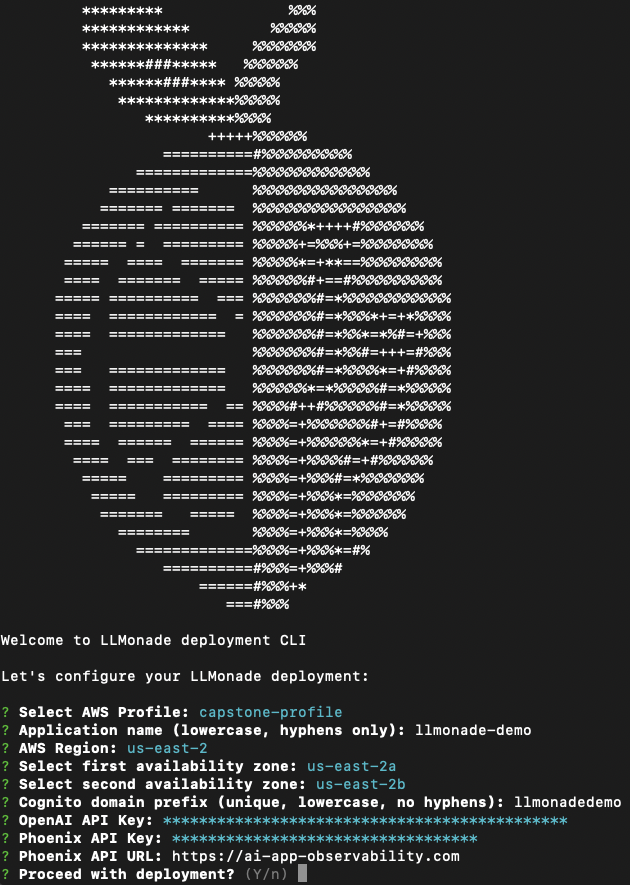 Welcome to LLMonade deployment CLI
Let's configure your LLMonade deployment:
? Select AWS Profile: capstone-profile
? Application name (lowercase, hyphens only): llmonade-demo
? AWS Region: us-east-2
? Select first availability zone: us-east-2a
? Select second availability zone: us-east-2b
? Cognito domain prefix (unique, lowercase, no hyphens): llmonadedemo
? OpenAI API Key: *********************************************
? Phoenix API Key: **********************************
? Phoenix API URL: https://ai-app-observability.com
? Proceed with deployment? (Y/n)